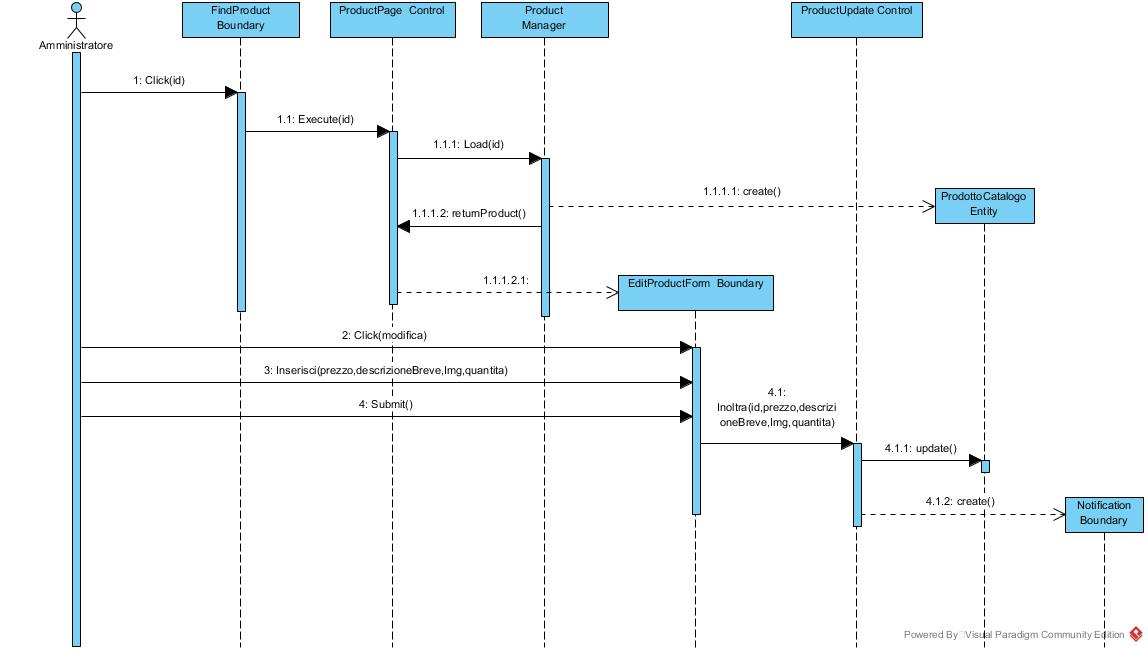 FindProduct
Boundary
ProductPage Control
Product
Manager
ProductUpdate Control
Amministratore
1: Click(id)
1.1: Execute(id)
1.1.1: Load(id)
1.1.1.1: create()
ProdottoCatalogo
Entity
1.1.1.2: returnProduct()
1.1.1.2.1:
EditProductForm Boundary
2: Click(modifica)
3: Inserisci(prezzo,descrizioneBreve,Img,quantita)
4: Submit()
4.1:
Inoltra(id,prezzo,descrizi
oneBreve,Img,quantita)
4.1.1: update()
4.1.2: create()
Notification
Boundary
Powered By Visual Paradigm Community Edition